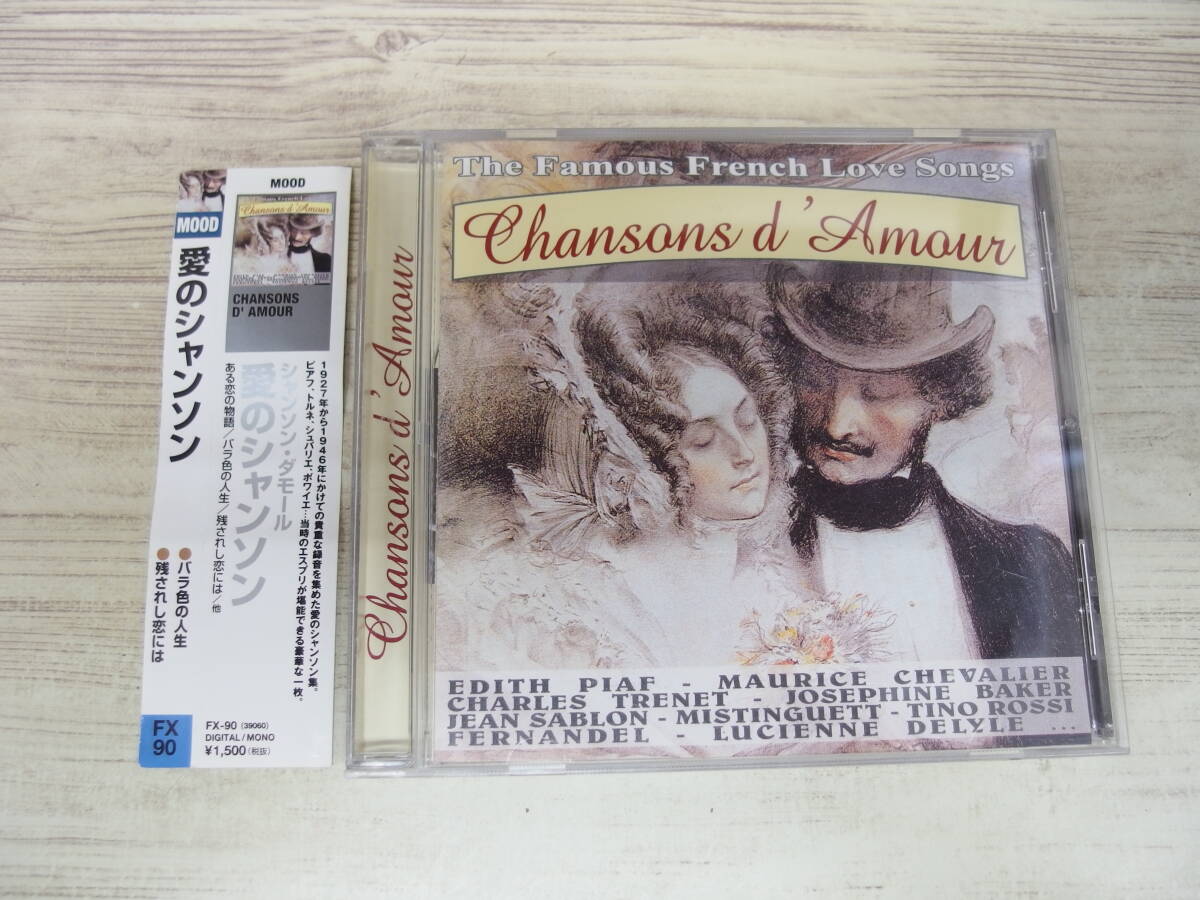 MOOD
愛のシャンソン
●バラ色の人生
●残されし恋には
FX
90
MOOD
Chansons d'Amour
CHANSONS
D' AMOUR
1927年から1946年にかけての貴重な録音を集めた愛のシャンソン集。
ピアフ、トルネ、シュバリエ、ボワイエ…当時のエスプリが堪能できる豪華な一枚。
シャンソン・ダモール
愛のシャンソン
ある恋の物語/バラ色の人生/残されし恋には/他
FX-90 (39060)
DIGITAL/MONO
¥1,500(税抜)
Chansons d'Amour
The Famous French Love Songs
Chansons d'Amour
EDITH PIAF - MAURICE CHEVALIER
CHARLES TRENET - JOSEPHINE BAKER
JEAN SABLON - MISTINGUETT - TINO ROSSI
FERNANDEL - LUCIENNE DELYLE ...